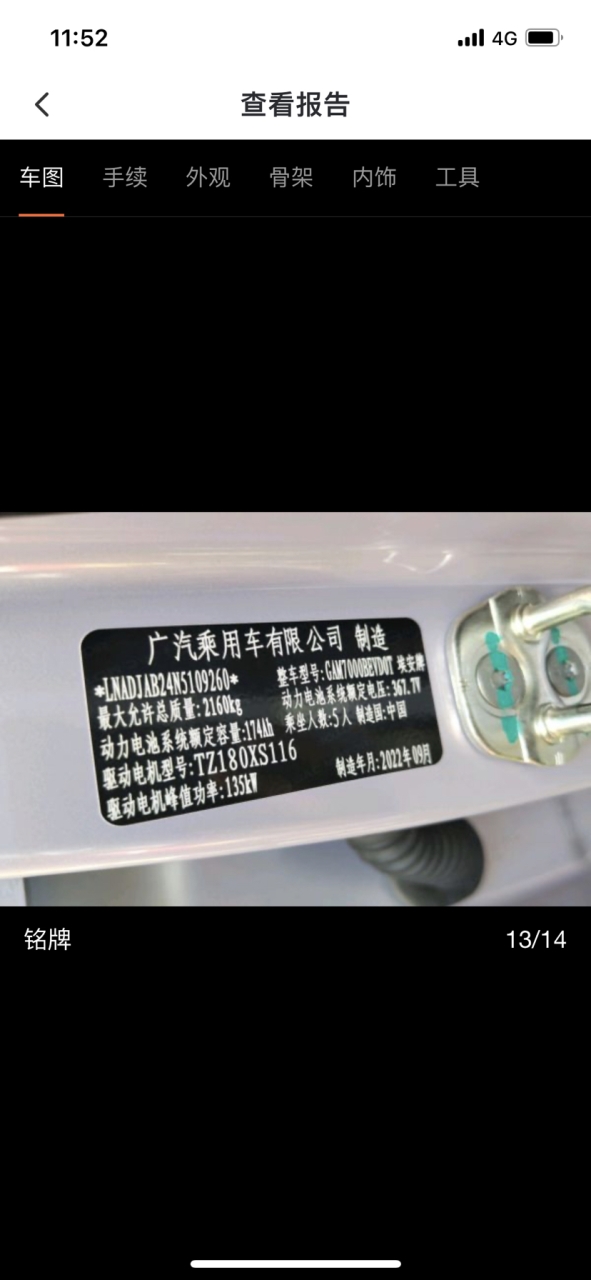 11:52
4G
查看报告
车图 手续 外观 骨架 内饰 工具
广汽乘用车有限公司 制造
*LNADJAB24N5109260*
整车型号:GAM7000BEVD0T 埃安牌
最大允许总质量:2160kg
动力电池系统额定电压:367.7V
动力电池系统额定容量:174Ah
乘坐人数:5人 制造国:中国
驱动电机型号:TZ180XS116
驱动电机峰值功率:135kW
制造年月:2022年09月
铭牌
13/14